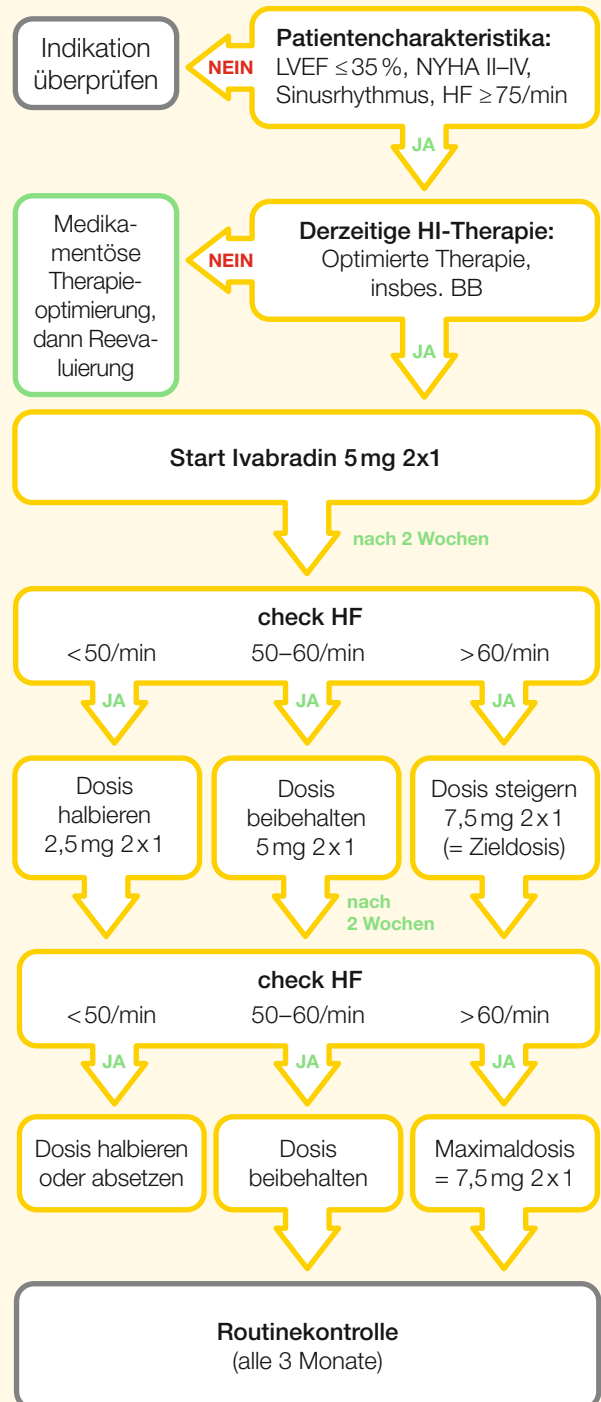 Indikation
überprüfen
NEIN
Patientencharakteristika:
LVEF ≤ 35 %, NYHA II–IV,
Sinusrhythmus, HF ≥ 75/min
JA
Medika-
mentöse
Therapie-
optimierung,
dann Reeva-
luierung
NEIN
Derzeitige HI-Therapie:
Optimierte Therapie,
insbes. BB
JA
Start Ivabradin 5 mg 2x1
nach 2 Wochen
check HF
< 50/min 50–60/min > 60/min
JA JA JA
Dosis
halbieren
2,5 mg 2 x 1
Dosis
beibehalten
5 mg 2 x 1
Dosis steigern
7,5 mg 2 x 1
(= Zieldosis)
nach
2 Wochen
check HF
< 50/min 50–60/min > 60/min
JA JA JA
Dosis halbieren
oder absetzen
Dosis
beibehalten
Maximaldosis
= 7,5 mg 2 x 1
Routinekontrolle
(alle 3 Monate)